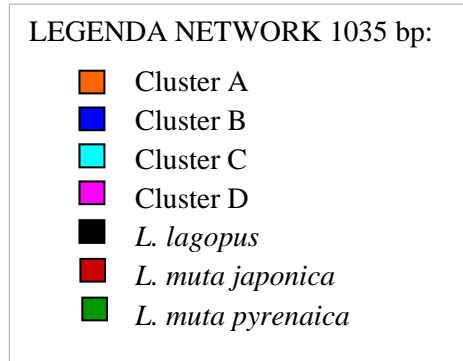 LEGENDA NETWORK 1035 bp:
Cluster A
Cluster B
Cluster C
Cluster D
L. lagopus
L. muta japonica
L. muta pyrenaica